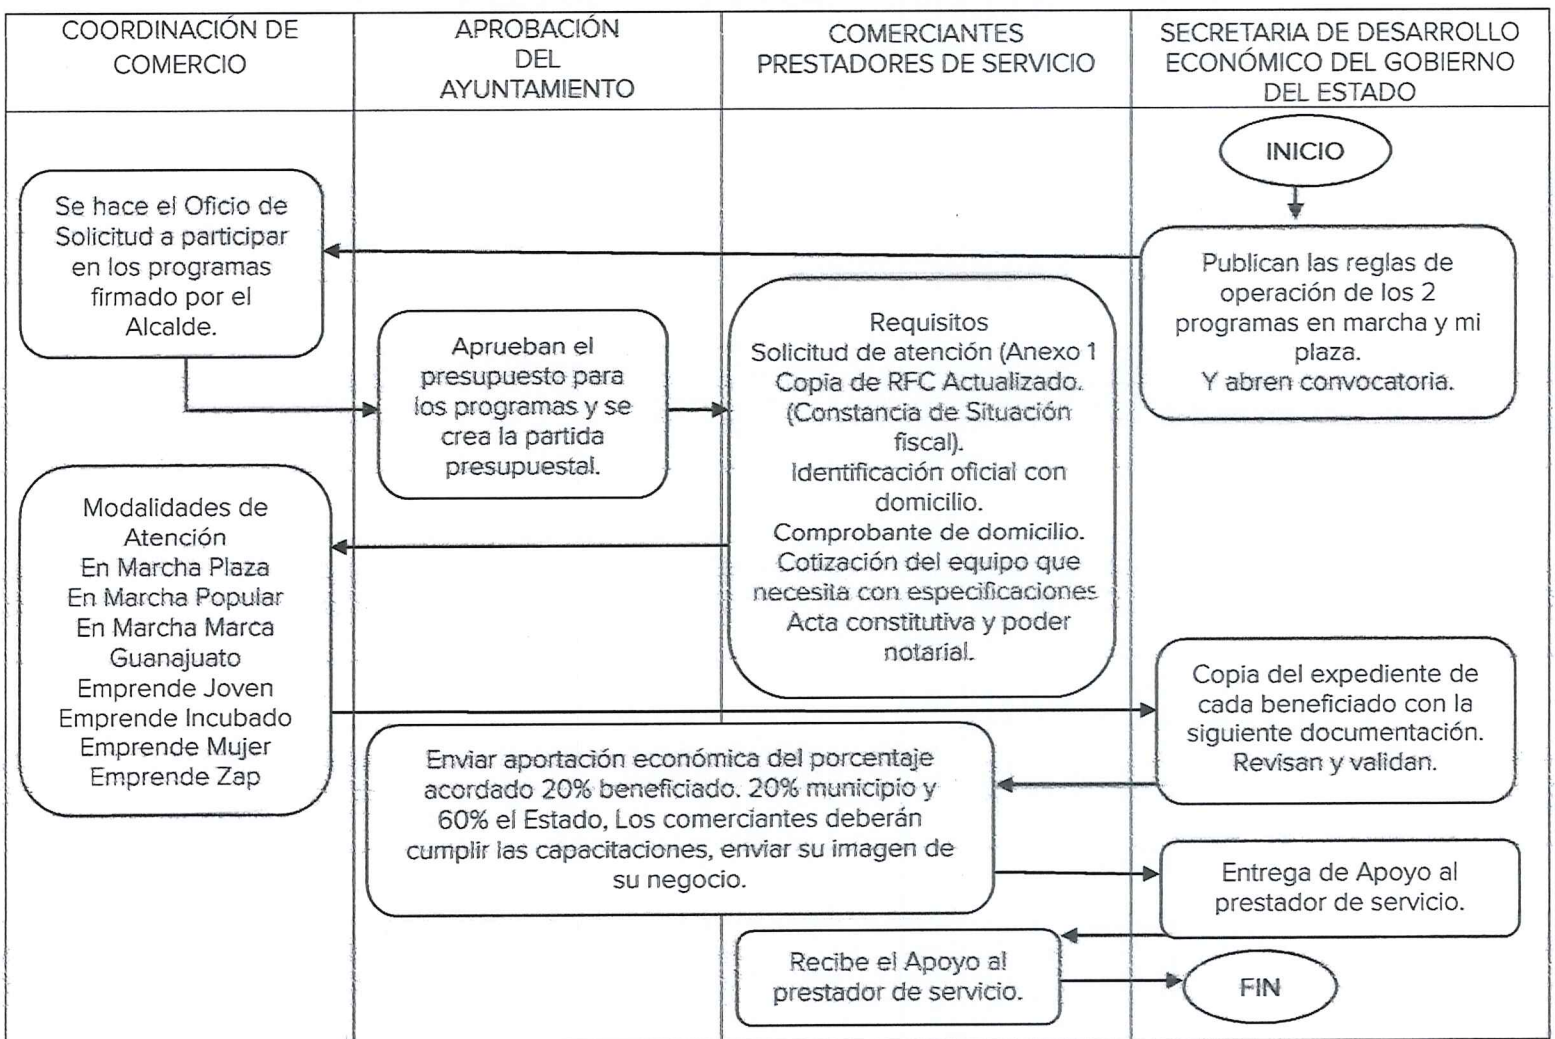 COORDINACIÓN DE
COMERCIO
APROBACIÓN
DEL
AYUNTAMIENTO
COMERCIANTES
PRESTADORES DE SERVICIO
SECRETARIA DE DESARROLLO
ECONÓMICO DEL GOBIERNO
DEL ESTADO
INICIO
Se hace el Oficio de
Solicitud a participar
en los programas
firmado por el
Alcalde.
Publican las reglas de
operación de los 2
programas en marcha y mi
plaza.
Y abren convocatoria.
Aprueban el
presupuesto para
los programas y se
crea la partida
presupuestal.
Requisitos
Solicitud de atención (Anexo 1
Copia de RFC Actualizado.
(Constancia de Situación
fiscal).
Identificación oficial con
domicilio.
Comprobante de domicilio.
Cotización del equipo que
necesita con especificaciones
Acta constitutiva y poder
notarial.
Modalidades de
Atención
En Marcha Plaza
En Marcha Popular
En Marcha Marca
Guanajuato
Emprende Joven
Emprende Incubado
Emprende Mujer
Emprende Zap
Copia del expediente de
cada beneficiado con la
siguiente documentación.
Revisan y validan.
Enviar aportación económica del porcentaje
acordado 20% beneficiado. 20% municipio y
60% el Estado, Los comerciantes deberán
cumplir las capacitaciones, enviar su imagen de
su negocio.
Entrega de Apoyo al
prestador de servicio.
Recibe el Apoyo al
prestador de servicio.
FIN